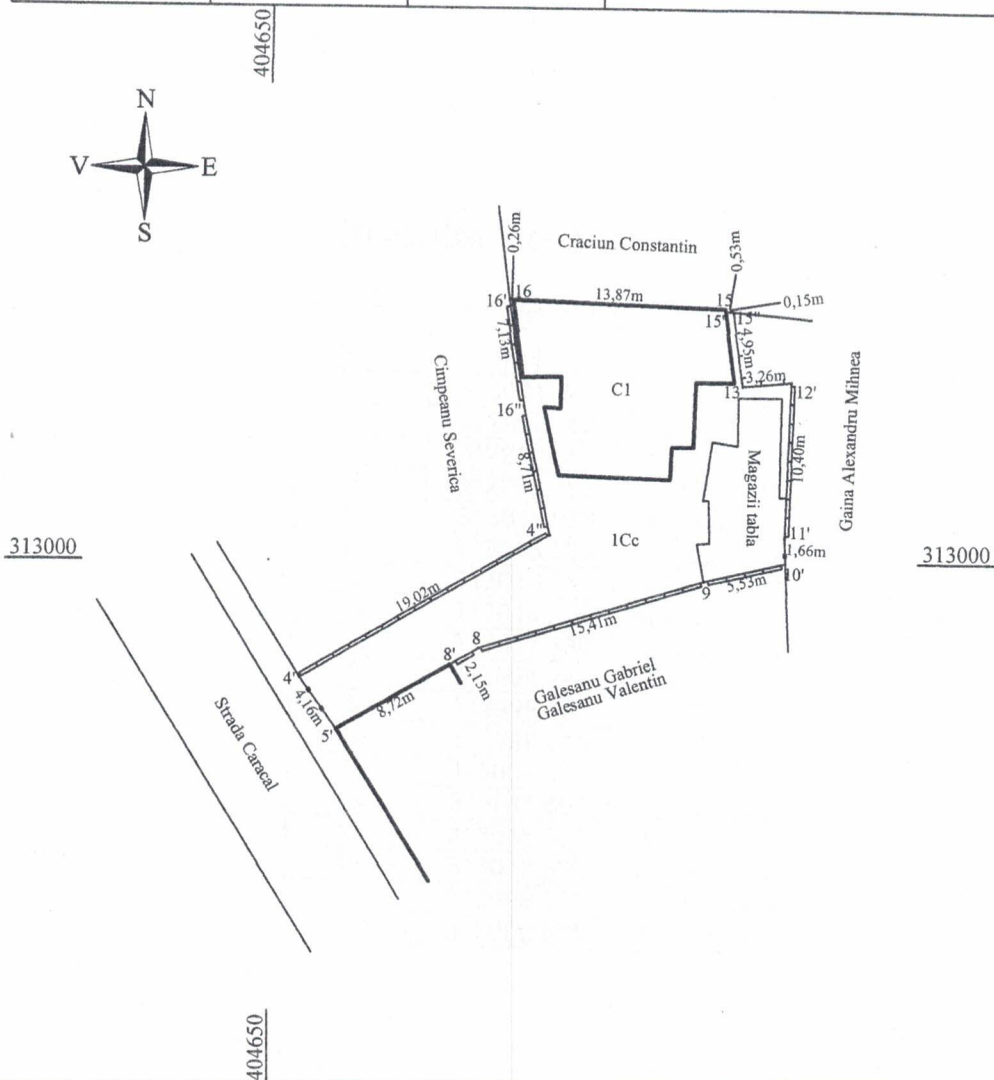 404650
N
V
E
S
0,26m
Craciun Constantin
0,53m
16'
16
13,87m
15
0,15m
15'
15"
7,13m
4,95m
3,26m
Cimpeanu Severica
C1
13
12'
Gaina Alexandru Mihnea
16"
8,71m
Magazii tabla
10,40m
4"
1Cc
11'
313000
1,66m
313000
10'
5,53m
9
19,02m
15,41m
8
8'
2,15m
Galesanu Gabriel
Galesanu Valentin
4'
4,16m
8,72m
5'
Strada Caracal
404650